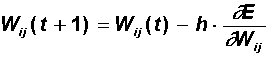 W_ij(t+1) = W_ij(t) − h · ∂E/∂W_ij